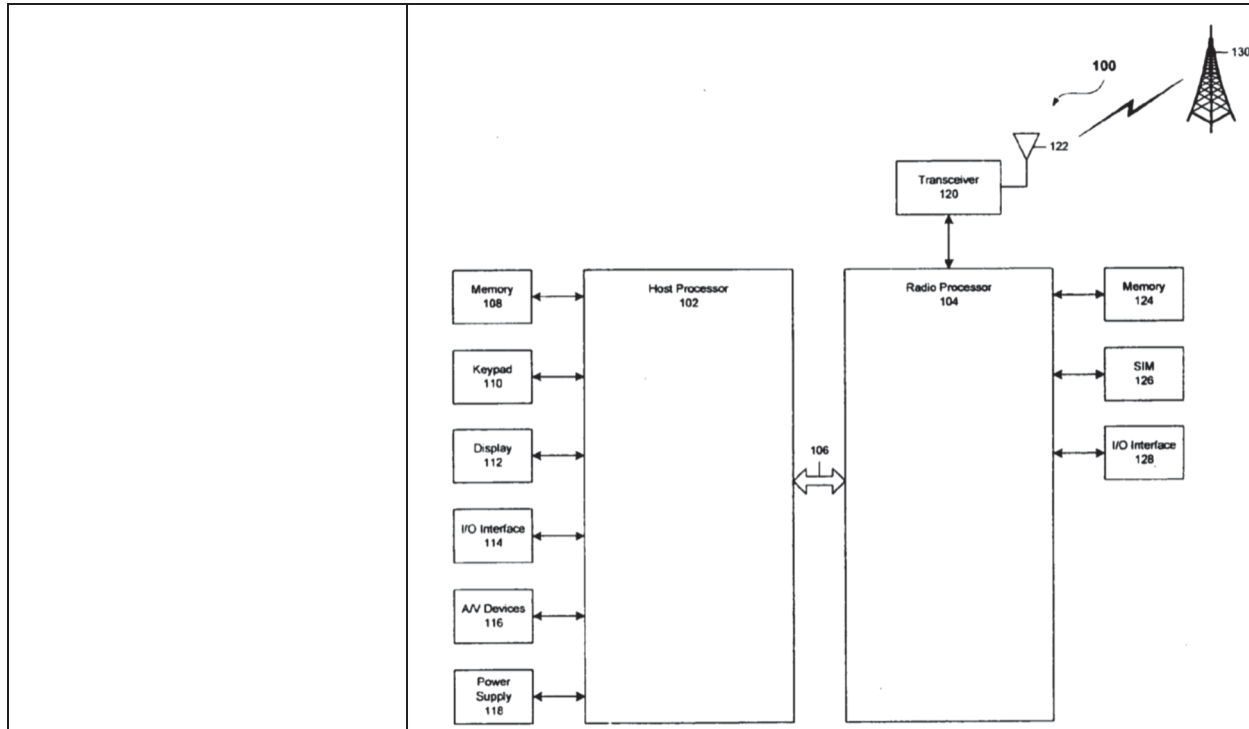 130
100
122
Transceiver
120
Memory
108
Host Processor
102
Radio Processor
104
Memory
124
Keypad
110
SIM
126
Display
112
106
I/O Interface
128
I/O Interface
114
A/V Devices
116
Power
Supply
118